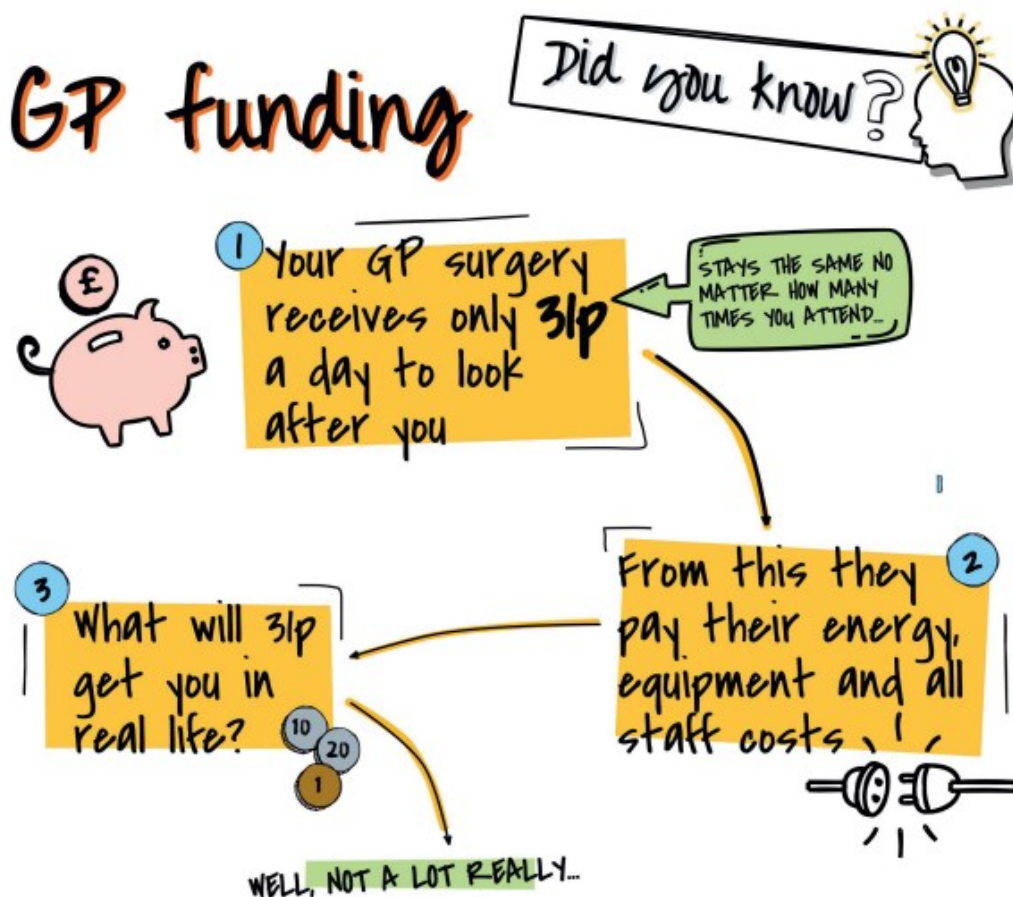 GP funding
Did you know?
£
1
Your GP surgery
receives only 31p
a day to look
after you
STAYS THE SAME NO
MATTER HOW MANY
TIMES YOU ATTEND...
2
From this they
pay their energy,
equipment and all
staff costs
3
What will 31p
get you in
real life?
10
20
1
WELL, NOT A LOT REALLY...